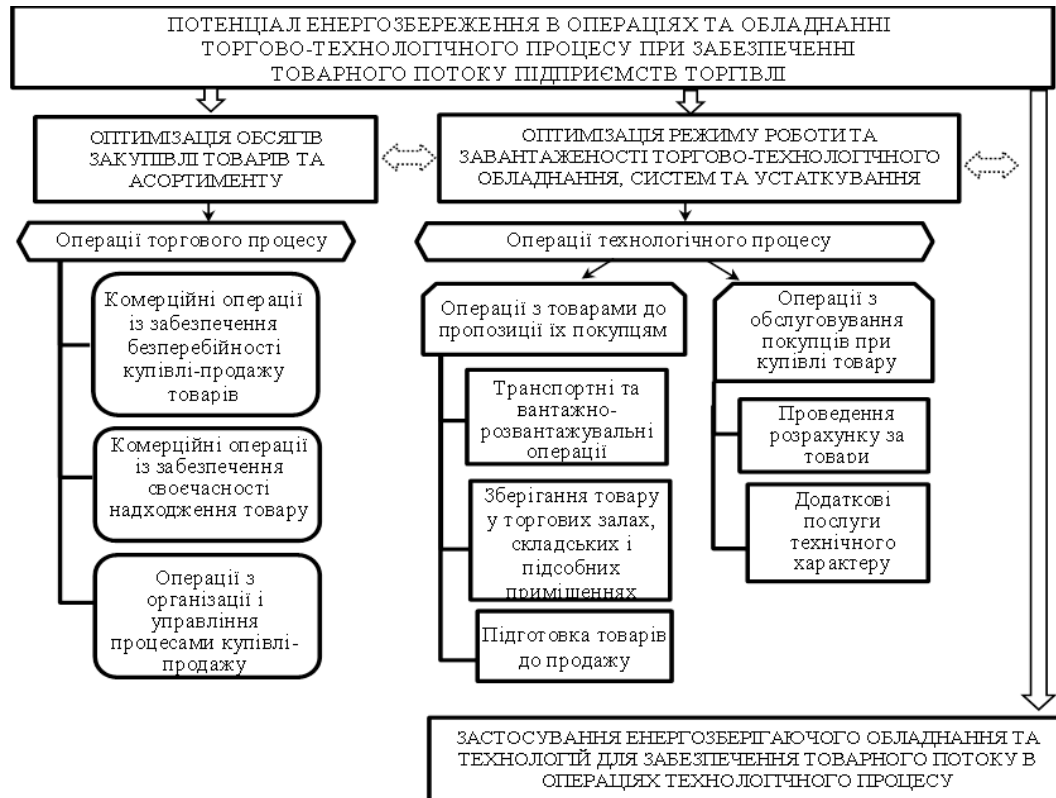 ПОТЕНЦІАЛ ЕНЕРГОЗБЕРЕЖЕННЯ В ОПЕРАЦІЯХ ТА ОБЛАДНАННІ
ТОРГОВО-ТЕХНОЛОГІЧНОГО ПРОЦЕСУ ПРИ ЗАБЕЗПЕЧЕННІ
ТОВАРНОГО ПОТОКУ ПІДПРИЄМСТВ ТОРГІВЛІ
ОПТИМІЗАЦІЯ ОБСЯГІВ
ЗАКУПІВЛІ ТОВАРІВ ТА
АСОРТИМЕНТУ
Операції торгового процесу
Комерційні операції
із забезпечення
безперебійності
купівлі-продажу
товарів
Комерційні операції
із забезпечення
своєчасності
надходження товару
Операції з
організації і
управління
процесами купівлі-
продажу
ОПТИМІЗАЦІЯ РЕЖИМУ РОБОТИ ТА
ЗАВАНТАЖЕНОСТІ ТОРГОВО-ТЕХНОЛОГІЧНОГО
ОБЛАДНАННЯ, СИСТЕМ ТА УСТАТКУВАННЯ
Операції технологічного процесу
Операції з товарами до
пропозиції їх покупцям
Транспортні та
вантажно-
розвантажувальні
операції
Зберігання товару
у торгових залах,
складських і
підсобних
приміщеннях
Підготовка товарів
до продажу
Операції з
обслуговування
покупців при
купівлі товару
Проведення
розрахунку за
товари
Додаткові
послуги
технічного
характеру
ЗАСТОСУВАННЯ ЕНЕРГОЗБЕРІГАЮЧОГО ОБЛАДНАННЯ ТА
ТЕХНОЛОГІЙ ДЛЯ ЗАБЕЗПЕЧЕННЯ ТОВАРНОГО ПОТОКУ В
ОПЕРАЦІЯХ ТЕХНОЛОГІЧНОГО ПРОЦЕСУ